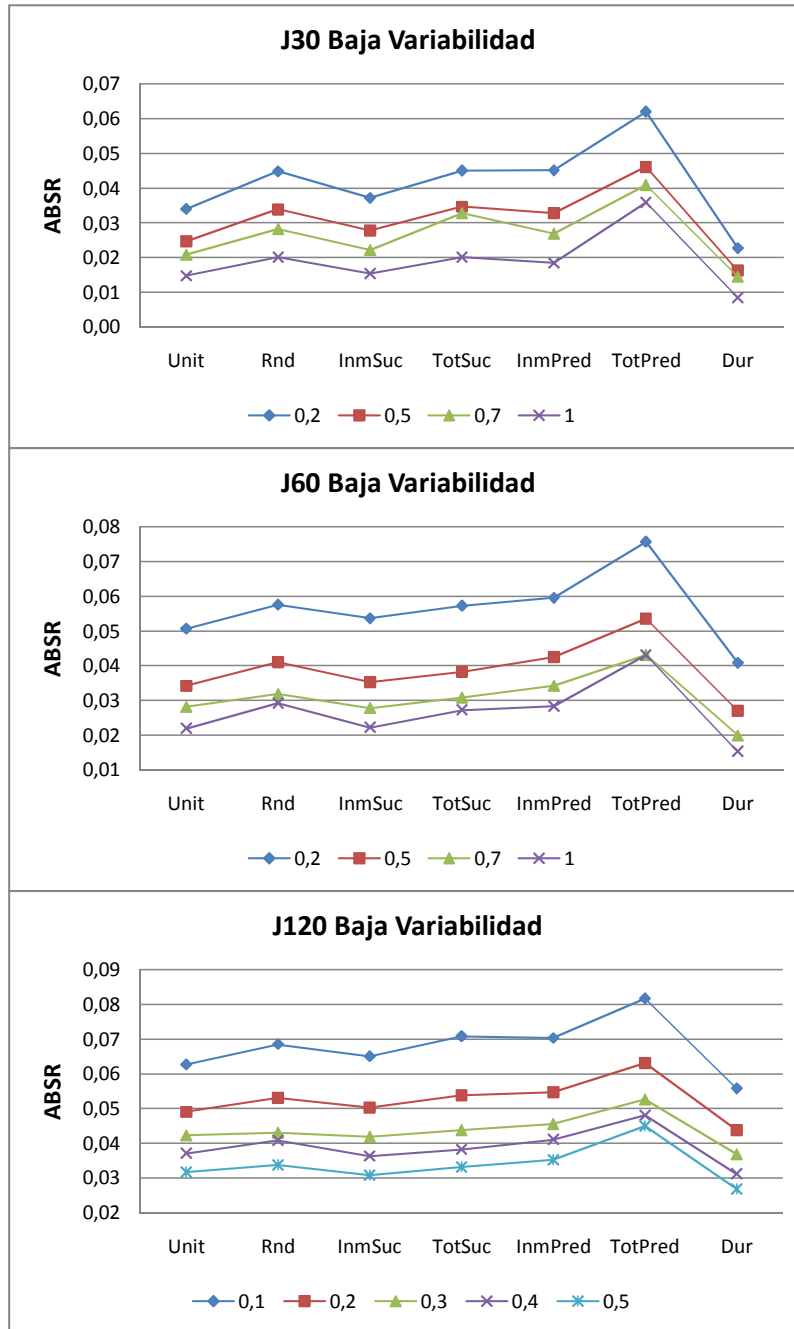 J30 Baja Variabilidad
0,07
0,06
0,05
0,04
0,03
0,02
0,01
0,00
ABSR
Unit Rnd InmSuc TotSuc InmPred TotPred Dur
0,2 0,5 0,7 1
J60 Baja Variabilidad
0,08
0,07
0,06
0,05
0,04
0,03
0,02
0,01
ABSR
Unit Rnd InmSuc TotSuc InmPred TotPred Dur
0,2 0,5 0,7 1
J120 Baja Variabilidad
0,09
0,08
0,07
0,06
0,05
0,04
0,03
0,02
ABSR
Unit Rnd InmSuc TotSuc InmPred TotPred Dur
0,1 0,2 0,3 0,4 0,5